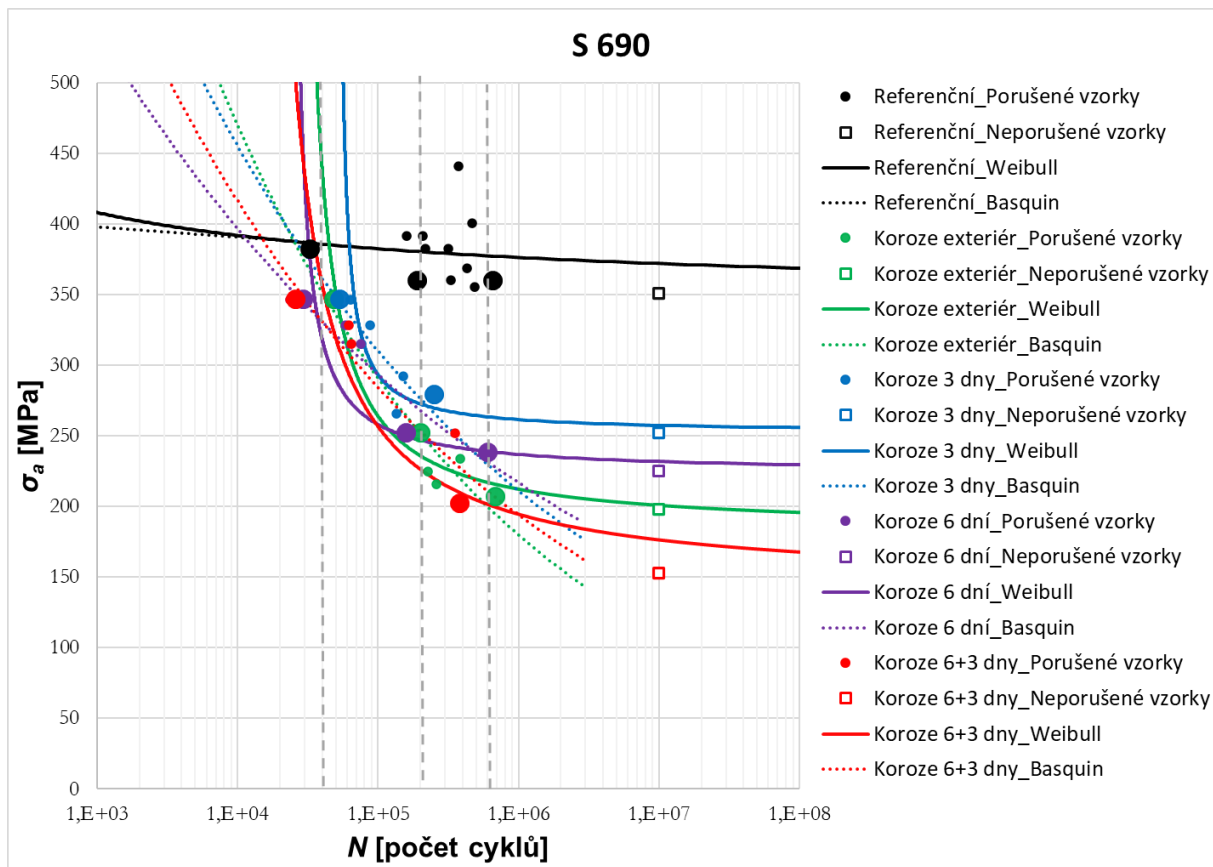 S 690
500
450
400
350
300
250
200
150
100
50
0
σa [MPa]
1,E+03 1,E+04 1,E+05 1,E+06 1,E+07 1,E+08
N [počet cyklů]
Referenční_Porušené vzorky
Referenční_Neporušené vzorky
Referenční_Weibull
Referenční_Basquin
Koroze exteriér_Porušené vzorky
Koroze exteriér_Neporušené vzorky
Koroze exteriér_Weibull
Koroze exteriér_Basquin
Koroze 3 dny_Porušené vzorky
Koroze 3 dny_Neporušené vzorky
Koroze 3 dny_Weibull
Koroze 3 dny_Basquin
Koroze 6 dní_Porušené vzorky
Koroze 6 dní_Neporušené vzorky
Koroze 6 dní_Weibull
Koroze 6 dní_Basquin
Koroze 6+3 dny_Porušené vzorky
Koroze 6+3 dny_Neporušené vzorky
Koroze 6+3 dny_Weibull
Koroze 6+3 dny_Basquin